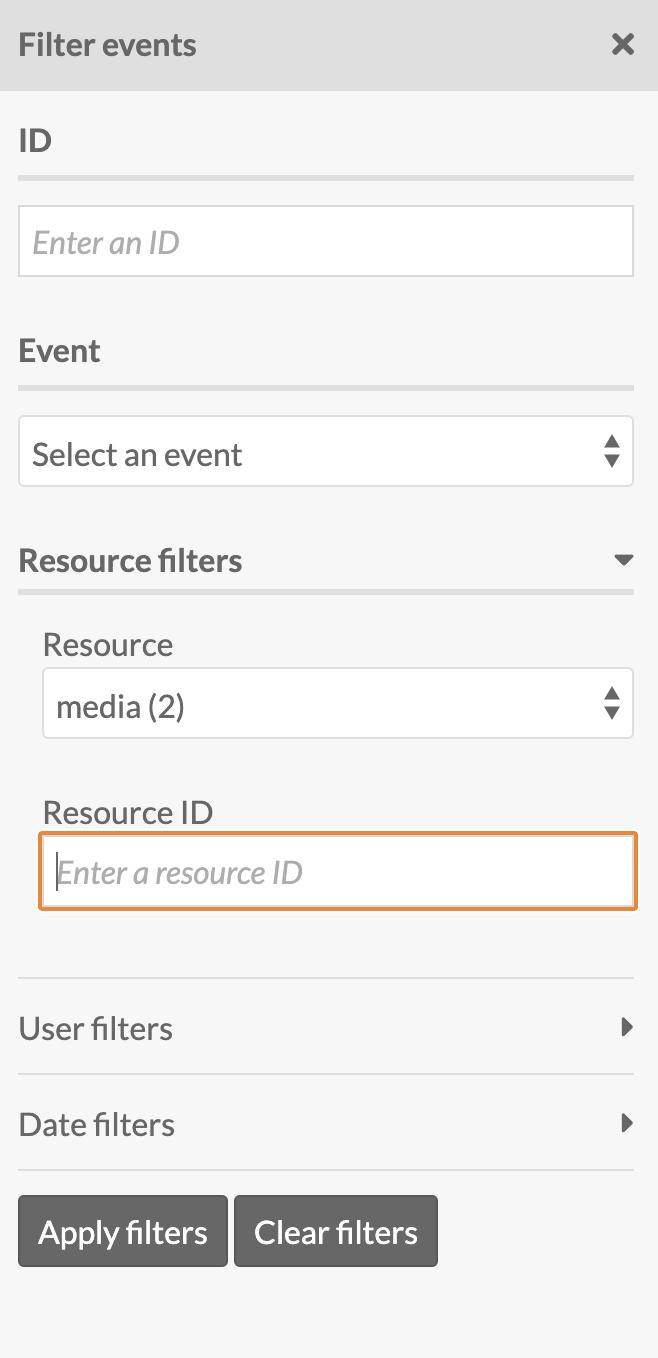 Filter events
ID
Enter an ID
Event
Select an event
Resource filters
Resource
media (2)
Resource ID
Enter a resource ID
User filters
Date filters
Apply filters Clear filters